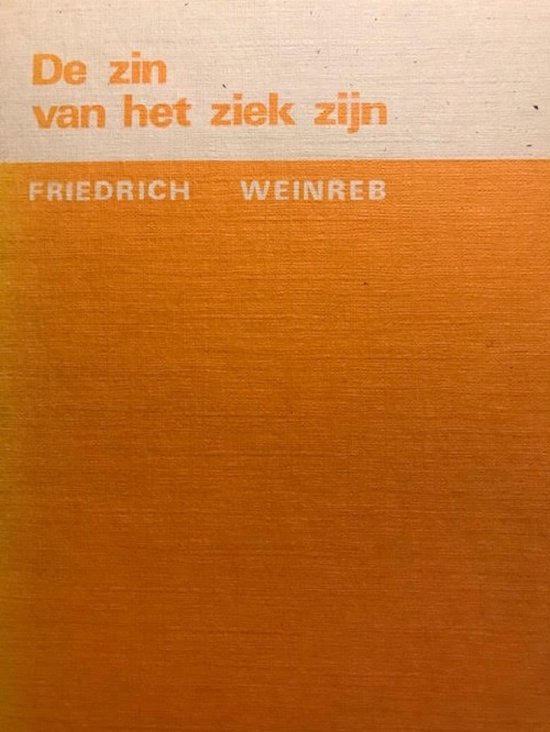 De zin
van het ziek zijn
FRIEDRICH WEINREB